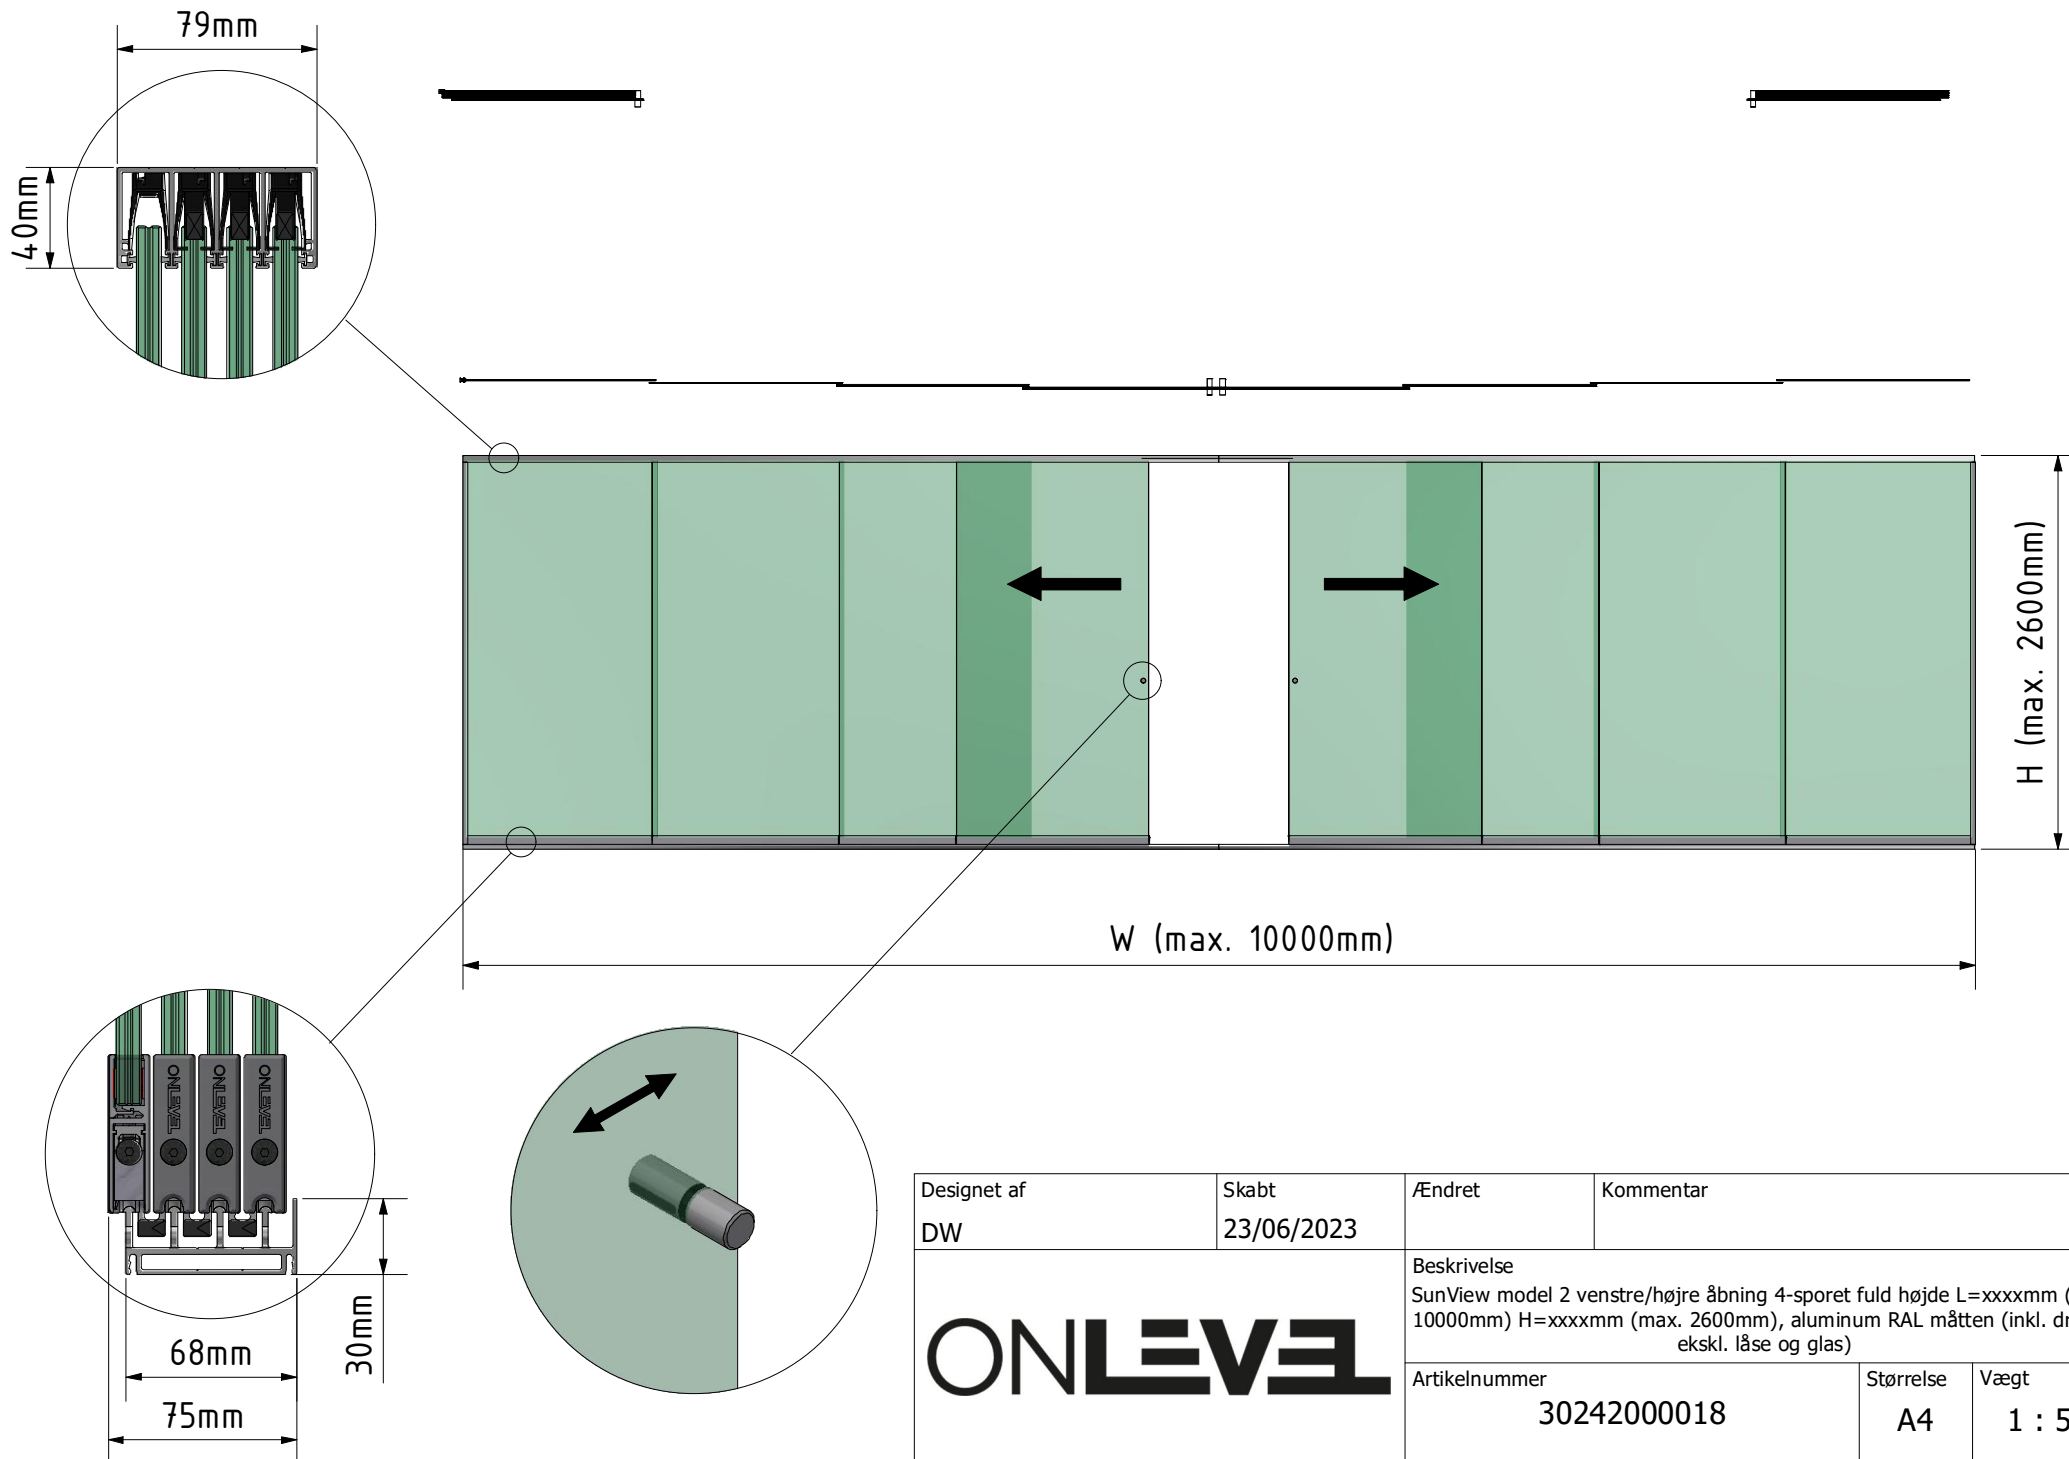 79mm
40mm
H (max. 2600mm)
W (max. 10000mm)
ONLEVEL
ONLEVEL
ONLEVEL
30mm
68mm
75mm
Designet af
DW
Skabt
23/06/2023
Ændret
Kommentar
ONLEVEL
Beskrivelse
SunView model 2 venstre/højre åbning 4-sporet fuld højde L=xxxxmm (
10000mm) H=xxxxmm (max. 2600mm), aluminum RAL måtten (inkl.
ekskl. låse og glas)
Artikelnummer
30242000018
Størrelse
A4
Vægt
1 : 5